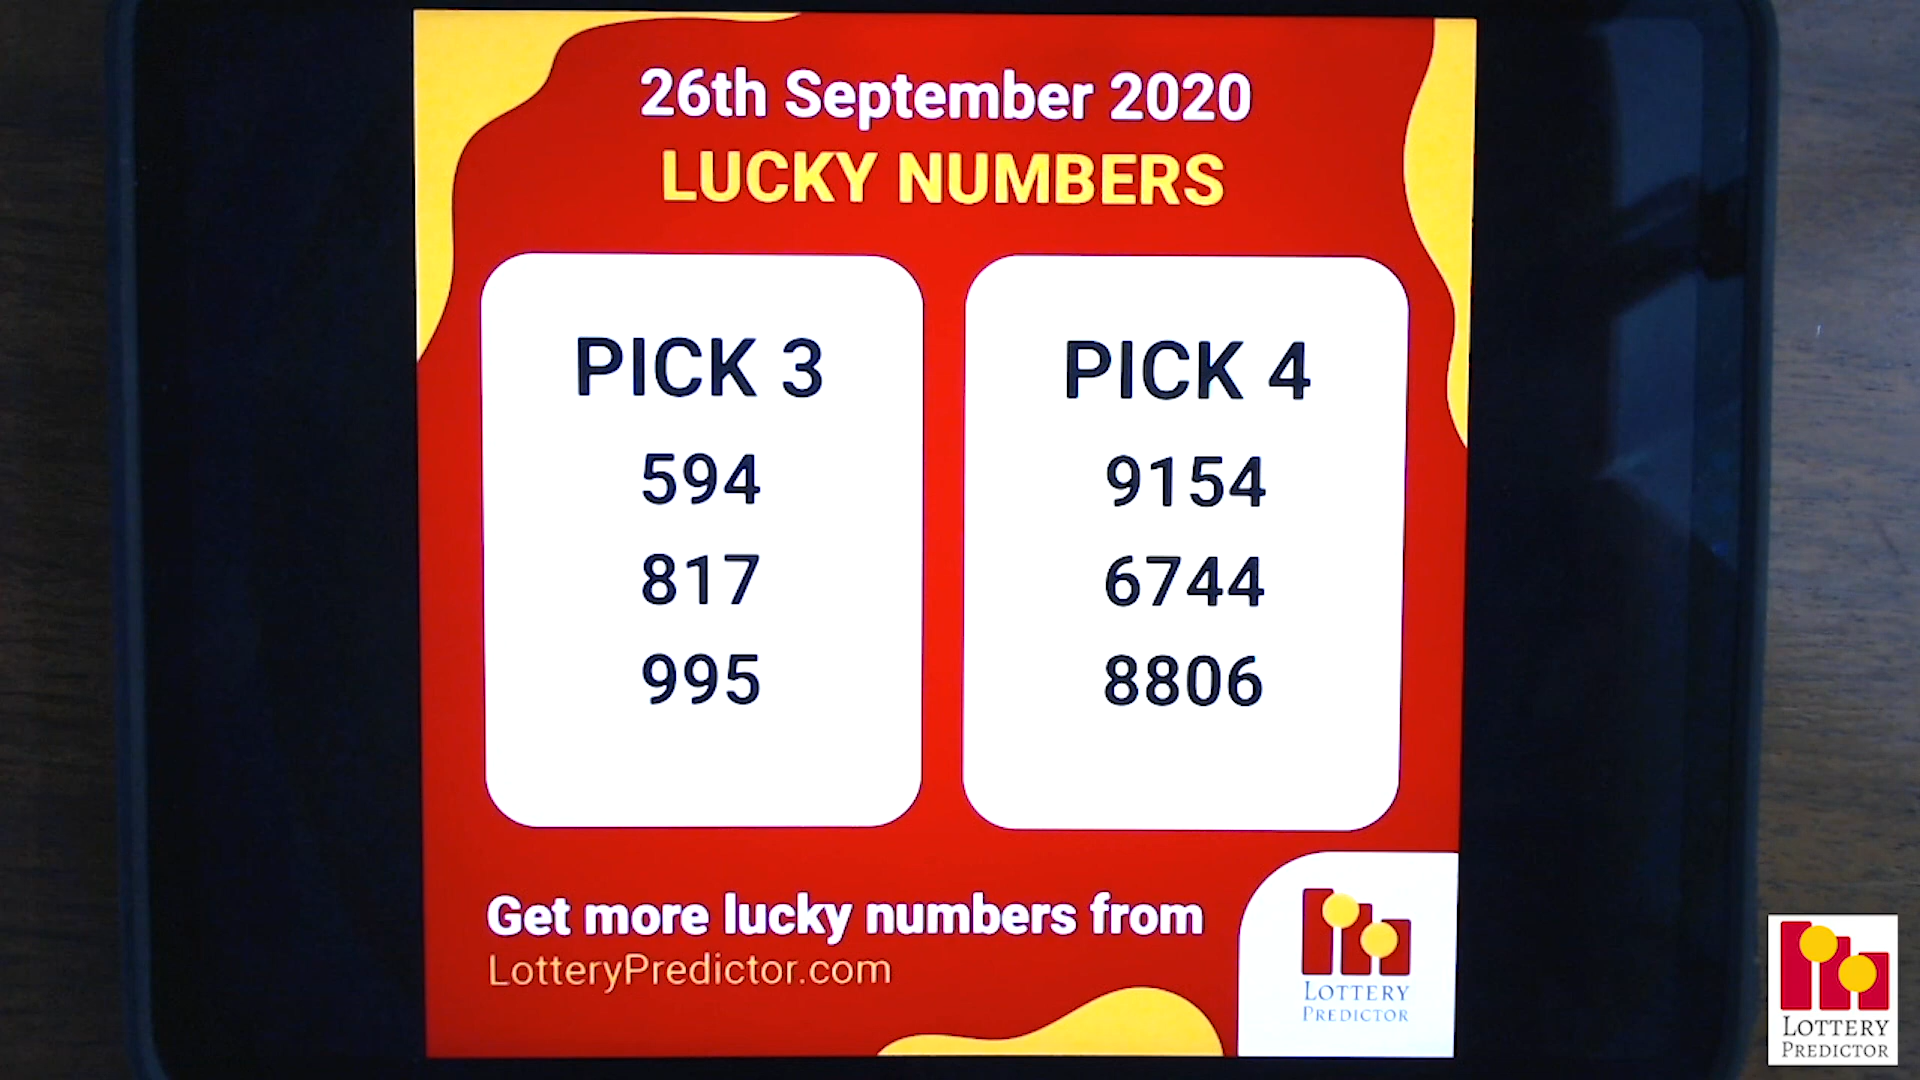 26th September 2020
LUCKY NUMBERS
PICK 3
594
817
995
PICK 4
9154
6744
8806
Get more lucky numbers from
LotteryPredictor.com
LOTTERY
PREDICTOR
LOTTERY
PREDICTOR